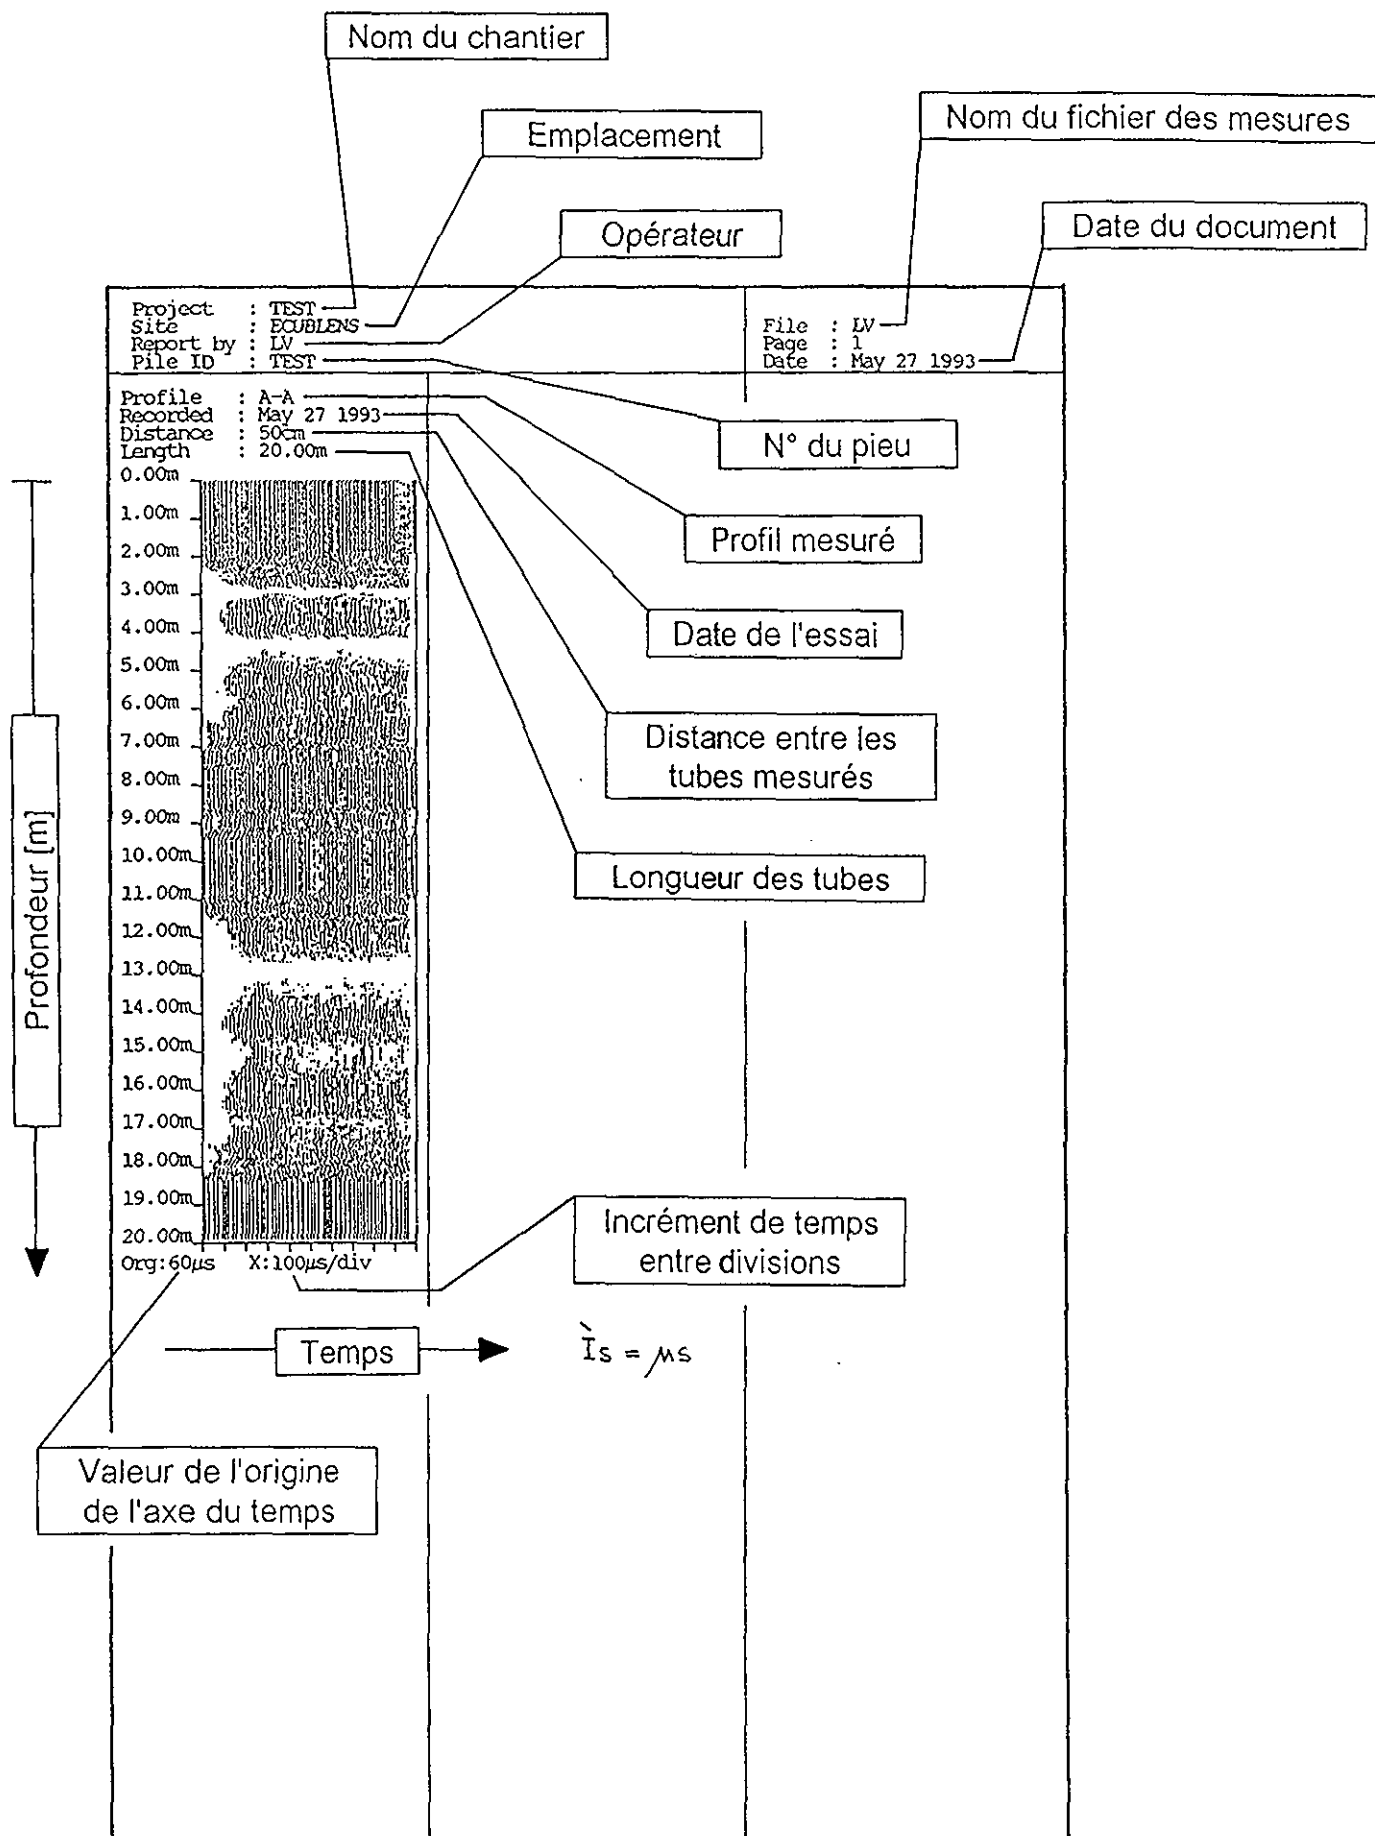 Nom du chantier
Emplacement
Nom du fichier des mesures
Opérateur
Date du document
Project : TEST
Site : ECUBLENS
Report by : LV
Pile ID : TEST
File : LV
Page : 1
Date : May 27 1993
Profile : A-A
Recorded : May 27 1993
Distance : 50cm
Length : 20.00m
N° du pieu
Profil mesuré
Date de l'essai
Distance entre les
tubes mesurés
Longueur des tubes
0.00m
1.00m
2.00m
3.00m
4.00m
5.00m
6.00m
7.00m
8.00m
9.00m
10.00m
11.00m
12.00m
13.00m
14.00m
15.00m
16.00m
17.00m
18.00m
19.00m
20.00m
Profondeur [m]
Org:60µs X:100µs/div
Incrément de temps
entre divisions
Temps
Ìs = µs
Valeur de l'origine
de l'axe du temps